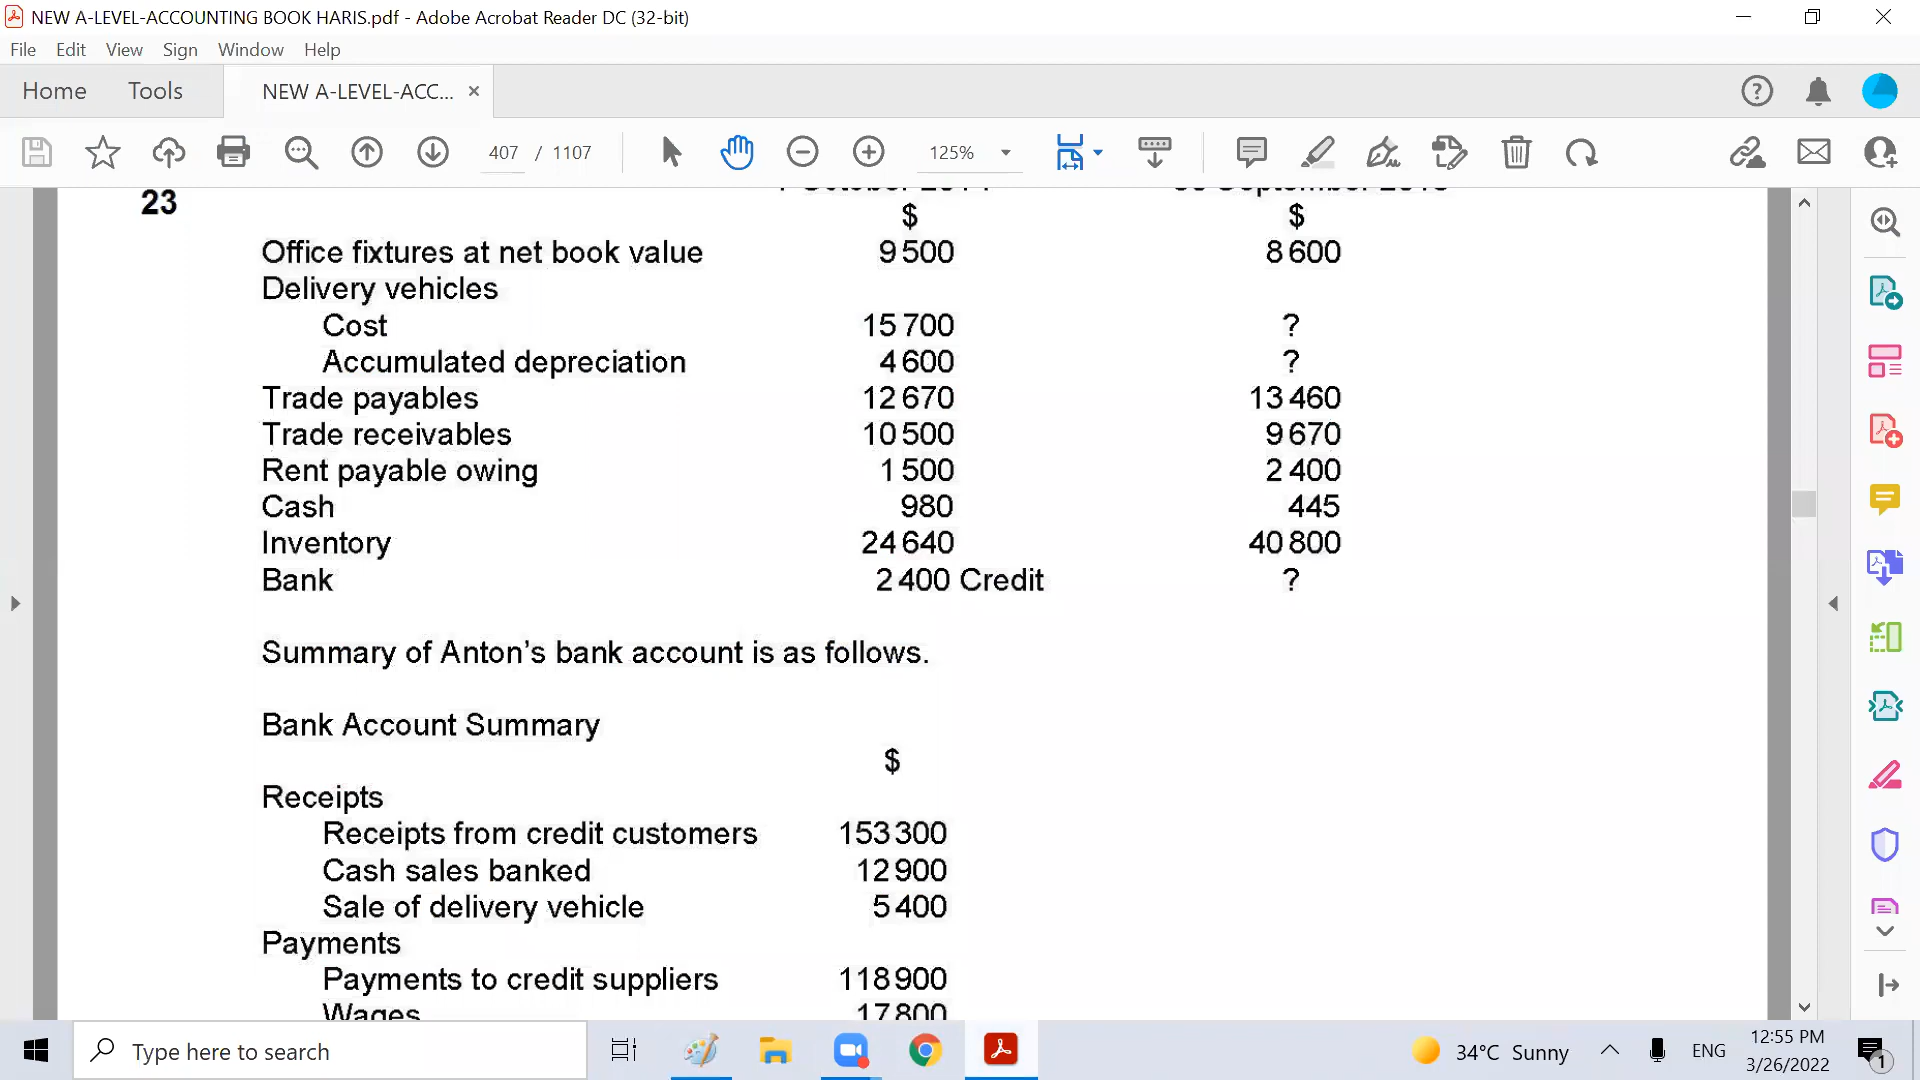 NEW A-LEVEL-ACCOUNTING BOOK HARIS.pdf - Adobe Acrobat Reader DC (32-bit)
File Edit View Sign Window Help
Home Tools NEW A-LEVEL-ACC... ×
407 / 1107 125%
23
$ $
Office fixtures at net book value 9 500 8 600
Delivery vehicles
Cost 15 700 ?
Accumulated depreciation 4 600 ?
Trade payables 12 670 13 460
Trade receivables 10 500 9 670
Rent payable owing 1 500 2 400
Cash 980 445
Inventory 24 640 40 800
Bank 2 400 Credit ?
Summary of Anton's bank account is as follows.
Bank Account Summary
$
Receipts
Receipts from credit customers 153 300
Cash sales banked 12 900
Sale of delivery vehicle 5 400
Payments
Payments to credit suppliers 118 900
Wages 17 800
Type here to search
34°C Sunny
ENG
12:55 PM
3/26/2022
1